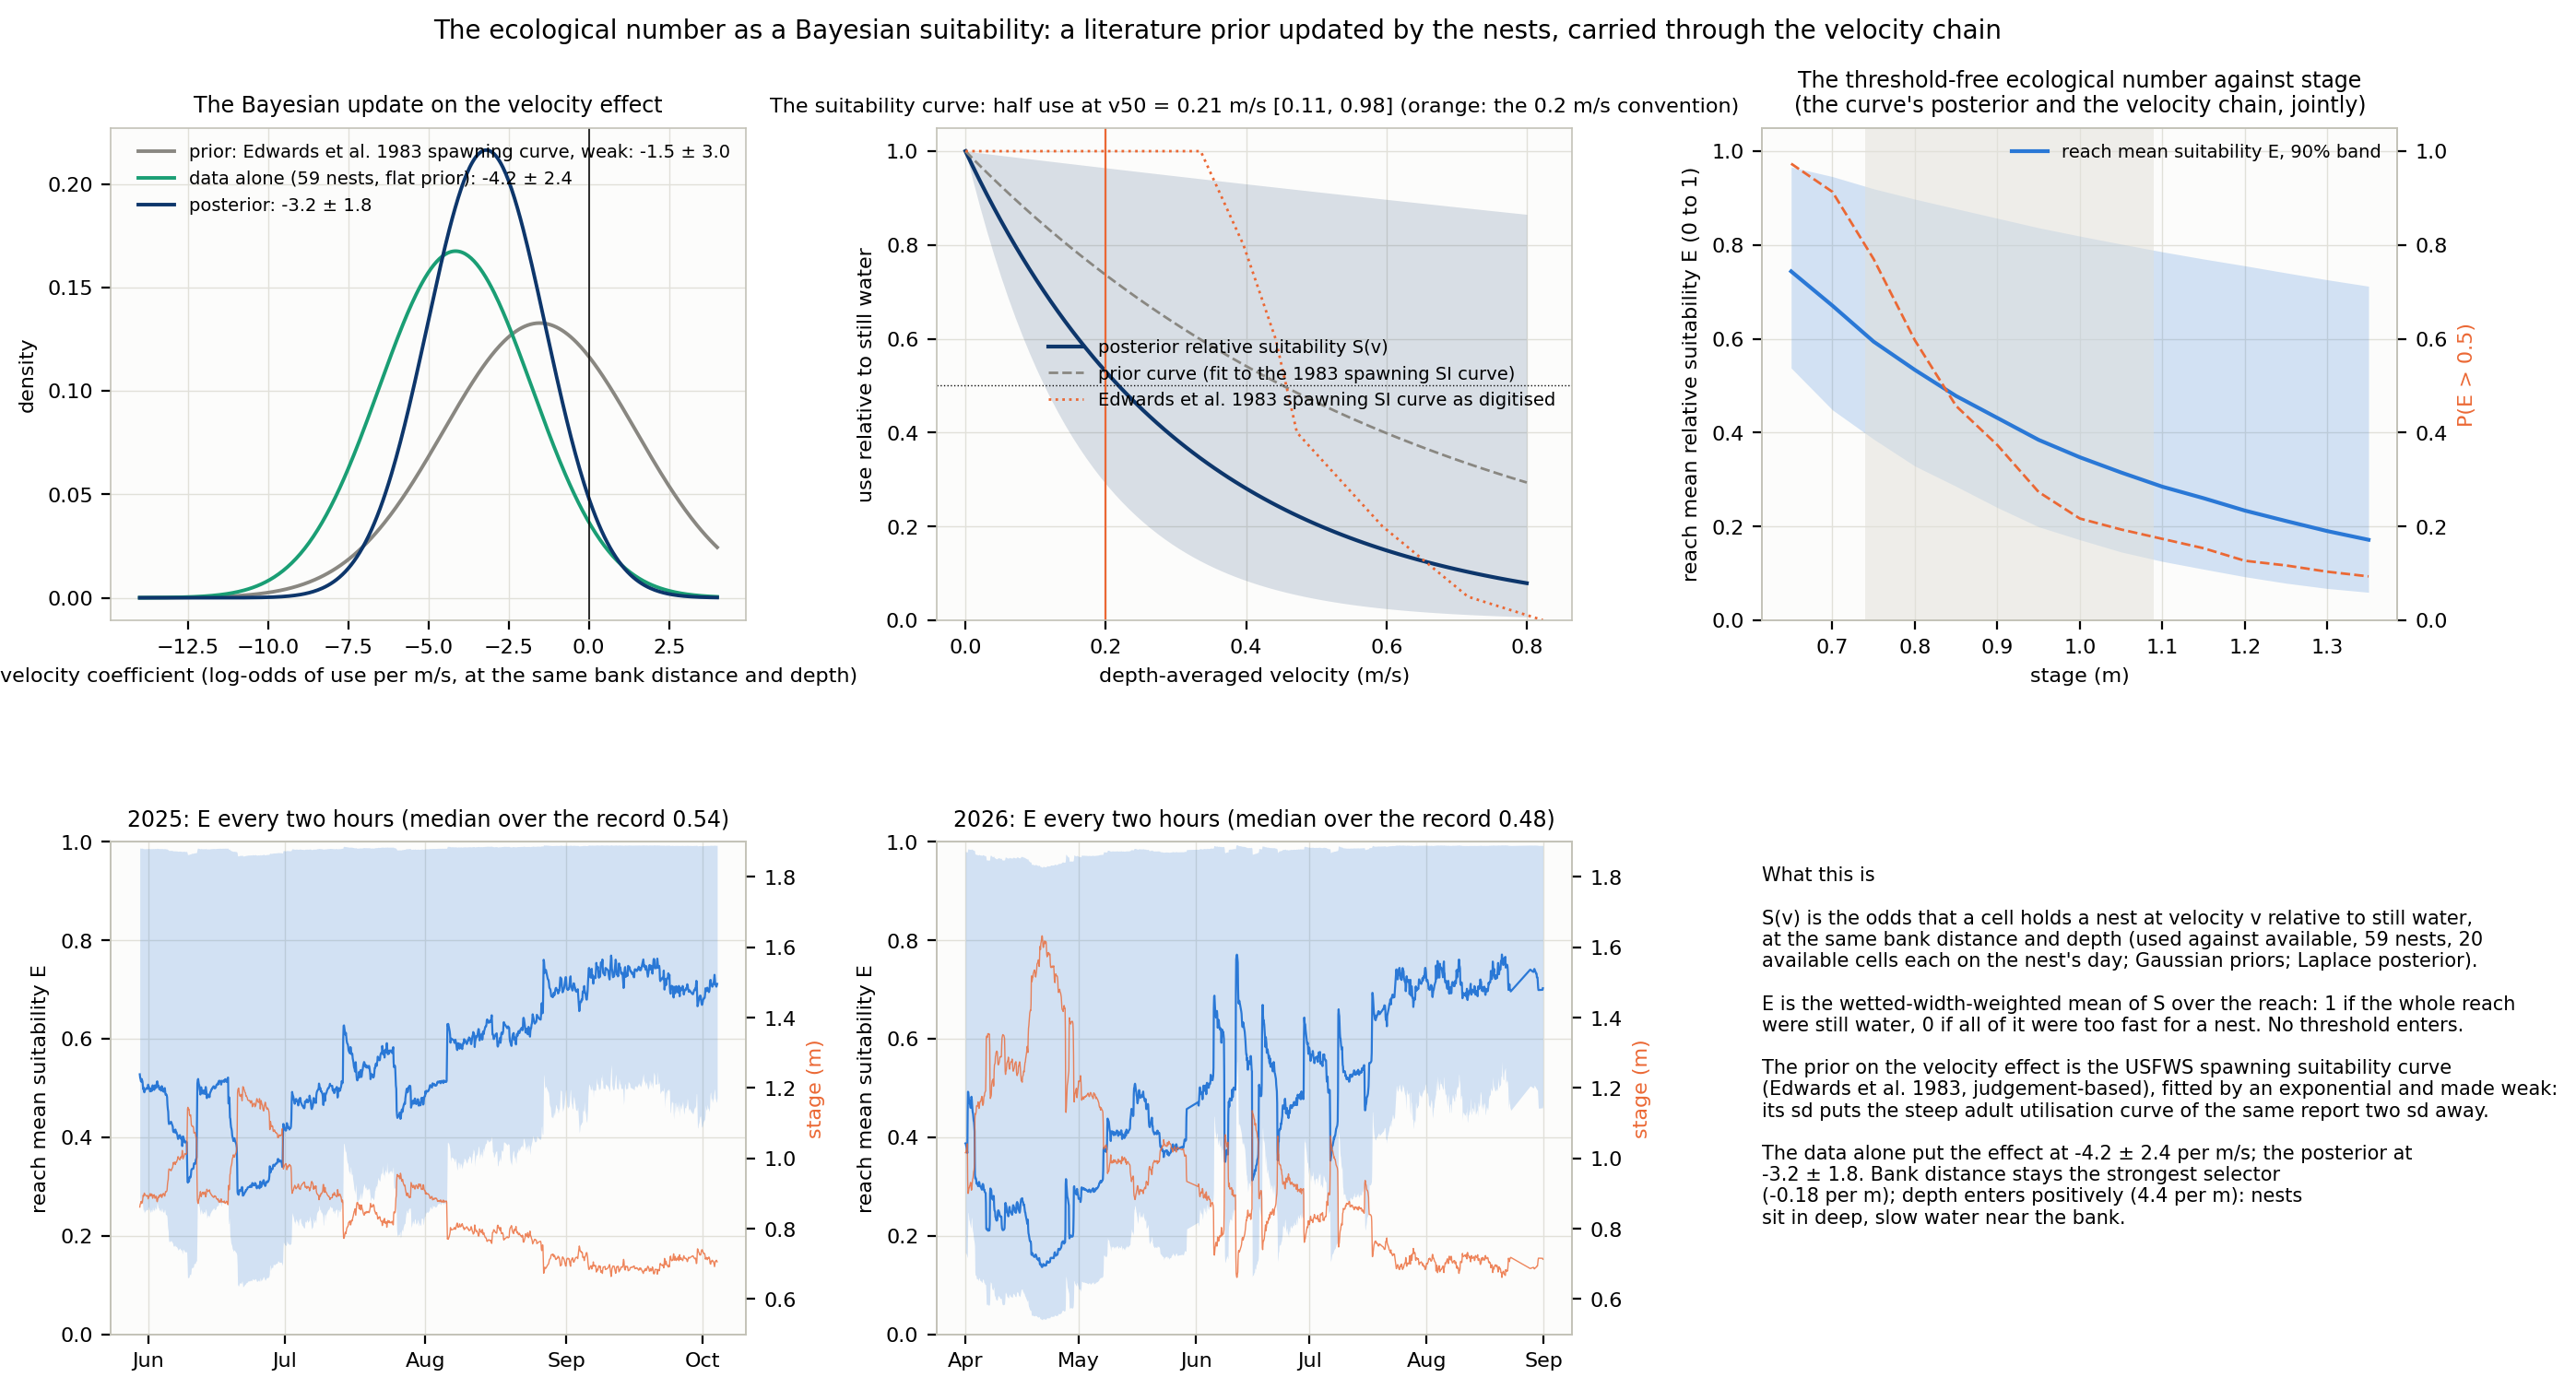 The ecological number as a Bayesian suitability: a literature prior updated by the nests, carried through the velocity chain
The Bayesian update on the velocity effect
prior: Edwards et al. 1983 spawning curve, weak: -1.5 ± 3.0
data alone (59 nests, flat prior): -4.2 ± 2.4
posterior: -3.2 ± 1.8
density
0.20
0.15
0.10
0.05
0.00
−12.5 −10.0 −7.5 −5.0 −2.5 0.0 2.5
velocity coefficient (log-odds of use per m/s, at the same bank distance and depth)
The suitability curve: half use at v50 = 0.21 m/s [0.11, 0.98] (orange: the 0.2 m/s convention)
use relative to still water
1.0
0.8
0.6
0.4
0.2
0.0
posterior relative suitability S(v)
prior curve (fit to the 1983 spawning SI curve)
Edwards et al. 1983 spawning SI curve as digitised
0.0 0.2 0.4 0.6 0.8
depth-averaged velocity (m/s)
The threshold-free ecological number against stage
(the curve's posterior and the velocity chain, jointly)
reach mean relative suitability E (0 to 1)
1.0
0.8
0.6
0.4
0.2
0.0
reach mean suitability E, 90% band
1.0
0.8
0.6
0.4
0.2
0.0
P(E > 0.5)
0.7 0.8 0.9 1.0 1.1 1.2 1.3
stage (m)
2025: E every two hours (median over the record 0.54)
reach mean suitability E
1.0
0.8
0.6
0.4
0.2
0.0
1.8
1.6
1.4
1.2
1.0
0.8
0.6
stage (m)
Jun Jul Aug Sep Oct
2026: E every two hours (median over the record 0.48)
reach mean suitability E
1.0
0.8
0.6
0.4
0.2
0.0
1.8
1.6
1.4
1.2
1.0
0.8
0.6
stage (m)
Apr May Jun Jul Aug Sep
What this is
S(v) is the odds that a cell holds a nest at velocity v relative to still water,
at the same bank distance and depth (used against available, 59 nests, 20
available cells each on the nest's day; Gaussian priors; Laplace posterior).
E is the wetted-width-weighted mean of S over the reach: 1 if the whole reach
were still water, 0 if all of it were too fast for a nest. No threshold enters.
The prior on the velocity effect is the USFWS spawning suitability curve
(Edwards et al. 1983, judgement-based), fitted by an exponential and made weak:
its sd puts the steep adult utilisation curve of the same report two sd away.
The data alone put the effect at -4.2 ± 2.4 per m/s; the posterior at
-3.2 ± 1.8. Bank distance stays the strongest selector
(-0.18 per m); depth enters positively (4.4 per m): nests
sit in deep, slow water near the bank.